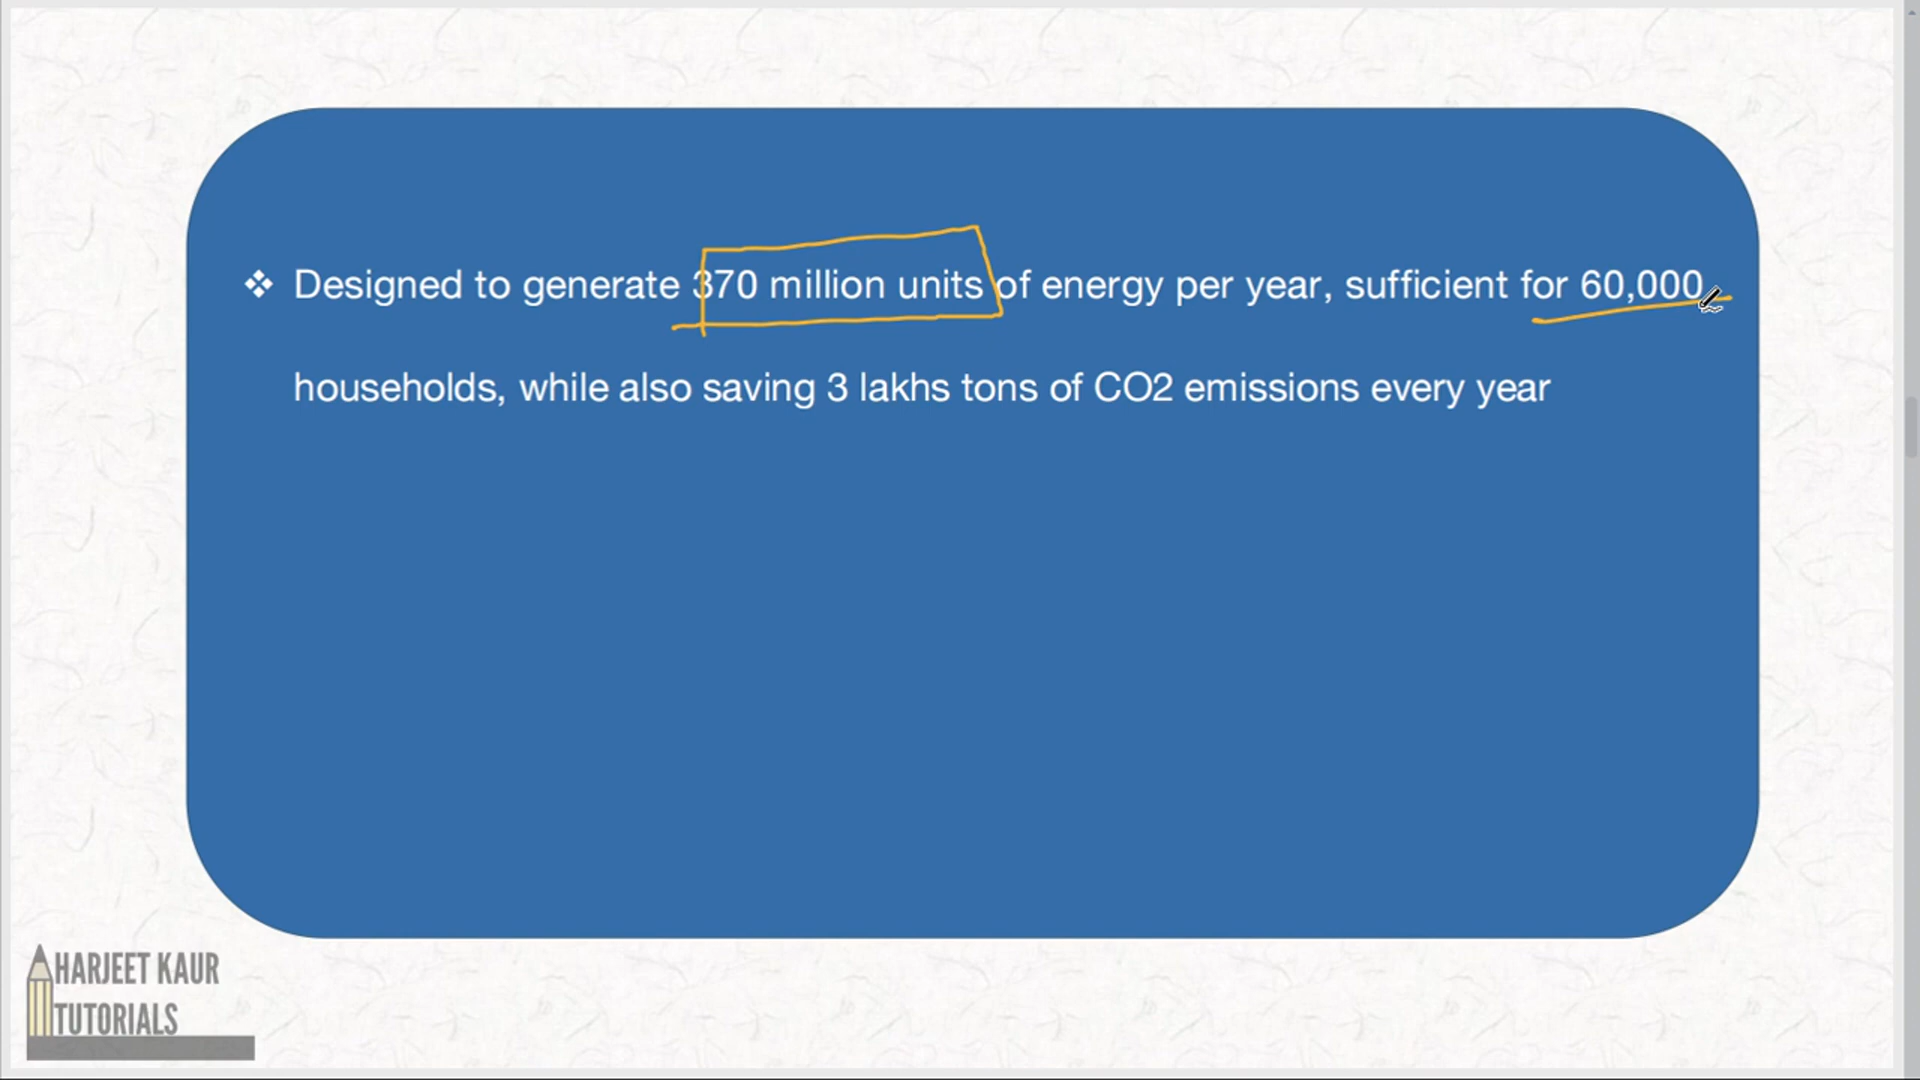 ❖ Designed to generate 370 million units of energy per year, sufficient for 60,000
households, while also saving 3 lakhs tons of CO2 emissions every year
HARJEET KAUR
TUTORIALS